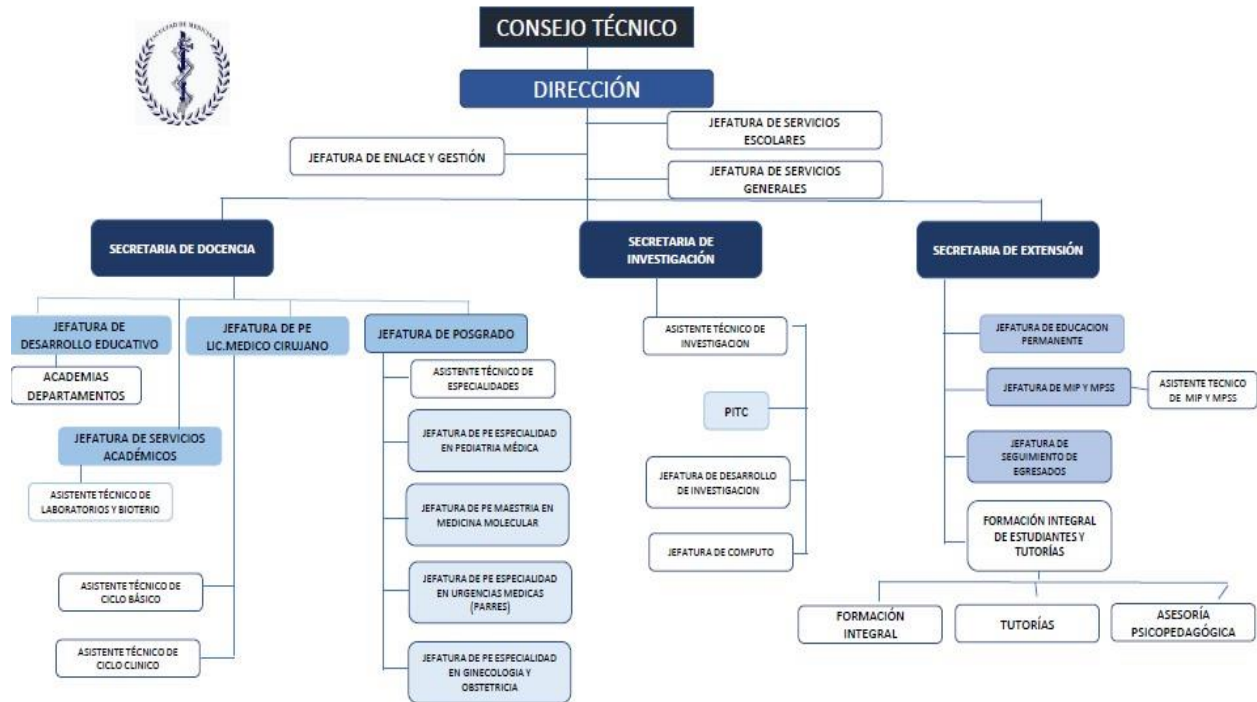 FACULTAD DE MEDICINA
CONSEJO TÉCNICO
DIRECCIÓN
JEFATURA DE SERVICIOS
ESCOLARES
JEFATURA DE ENLACE Y GESTIÓN
JEFATURA DE SERVICIOS
GENERALES
SECRETARIA DE DOCENCIA
SECRETARIA DE
INVESTIGACIÓN
SECRETARIA DE EXTENSIÓN
JEFATURA DE
DESARROLLO EDUCATIVO
ACADEMIAS
DEPARTAMENTOS
JEFATURA DE SERVICIOS
ACADÉMICOS
ASISTENTE TÉCNICO DE
LABORATORIOS Y BIOTERIO
JEFATURA DE PE
LIC.MEDICO CIRUJANO
ASISTENTE TÉCNICO DE
CICLO BÁSICO
ASISTENTE TÉCNICO DE
CICLO CLINICO
JEFATURA DE POSGRADO
ASISTENTE TÉCNICO DE
ESPECIALIDADES
JEFATURA DE PE ESPECIALIDAD
EN PEDIATRIA MÉDICA
JEFATURA DE PE MAESTRIA EN
MEDICINA MOLECULAR
JEFATURA DE PE ESPECIALIDAD
EN URGENCIAS MEDICAS
(PARRES)
JEFATURA DE PE ESPECIALIDAD
EN GINECOLOGIA Y
OBSTETRICIA
ASISTENTE TÉCNICO DE
INVESTIGACION
PITC
JEFATURA DE DESARROLLO
DE INVESTIGACION
JEFATURA DE COMPUTO
JEFATURA DE EDUCACION
PERMANENTE
JEFATURA DE MIP Y MPSS
ASISTENTE TECNICO
DE MIP Y MPSS
JEFATURA DE
SEGUIMIENTO DE
EGRESADOS
FORMACIÓN INTEGRAL
DE ESTUDIANTES Y
TUTORÍAS
FORMACIÓN
INTEGRAL
TUTORÍAS
ASESORÍA
PSICOPEDAGÓGICA